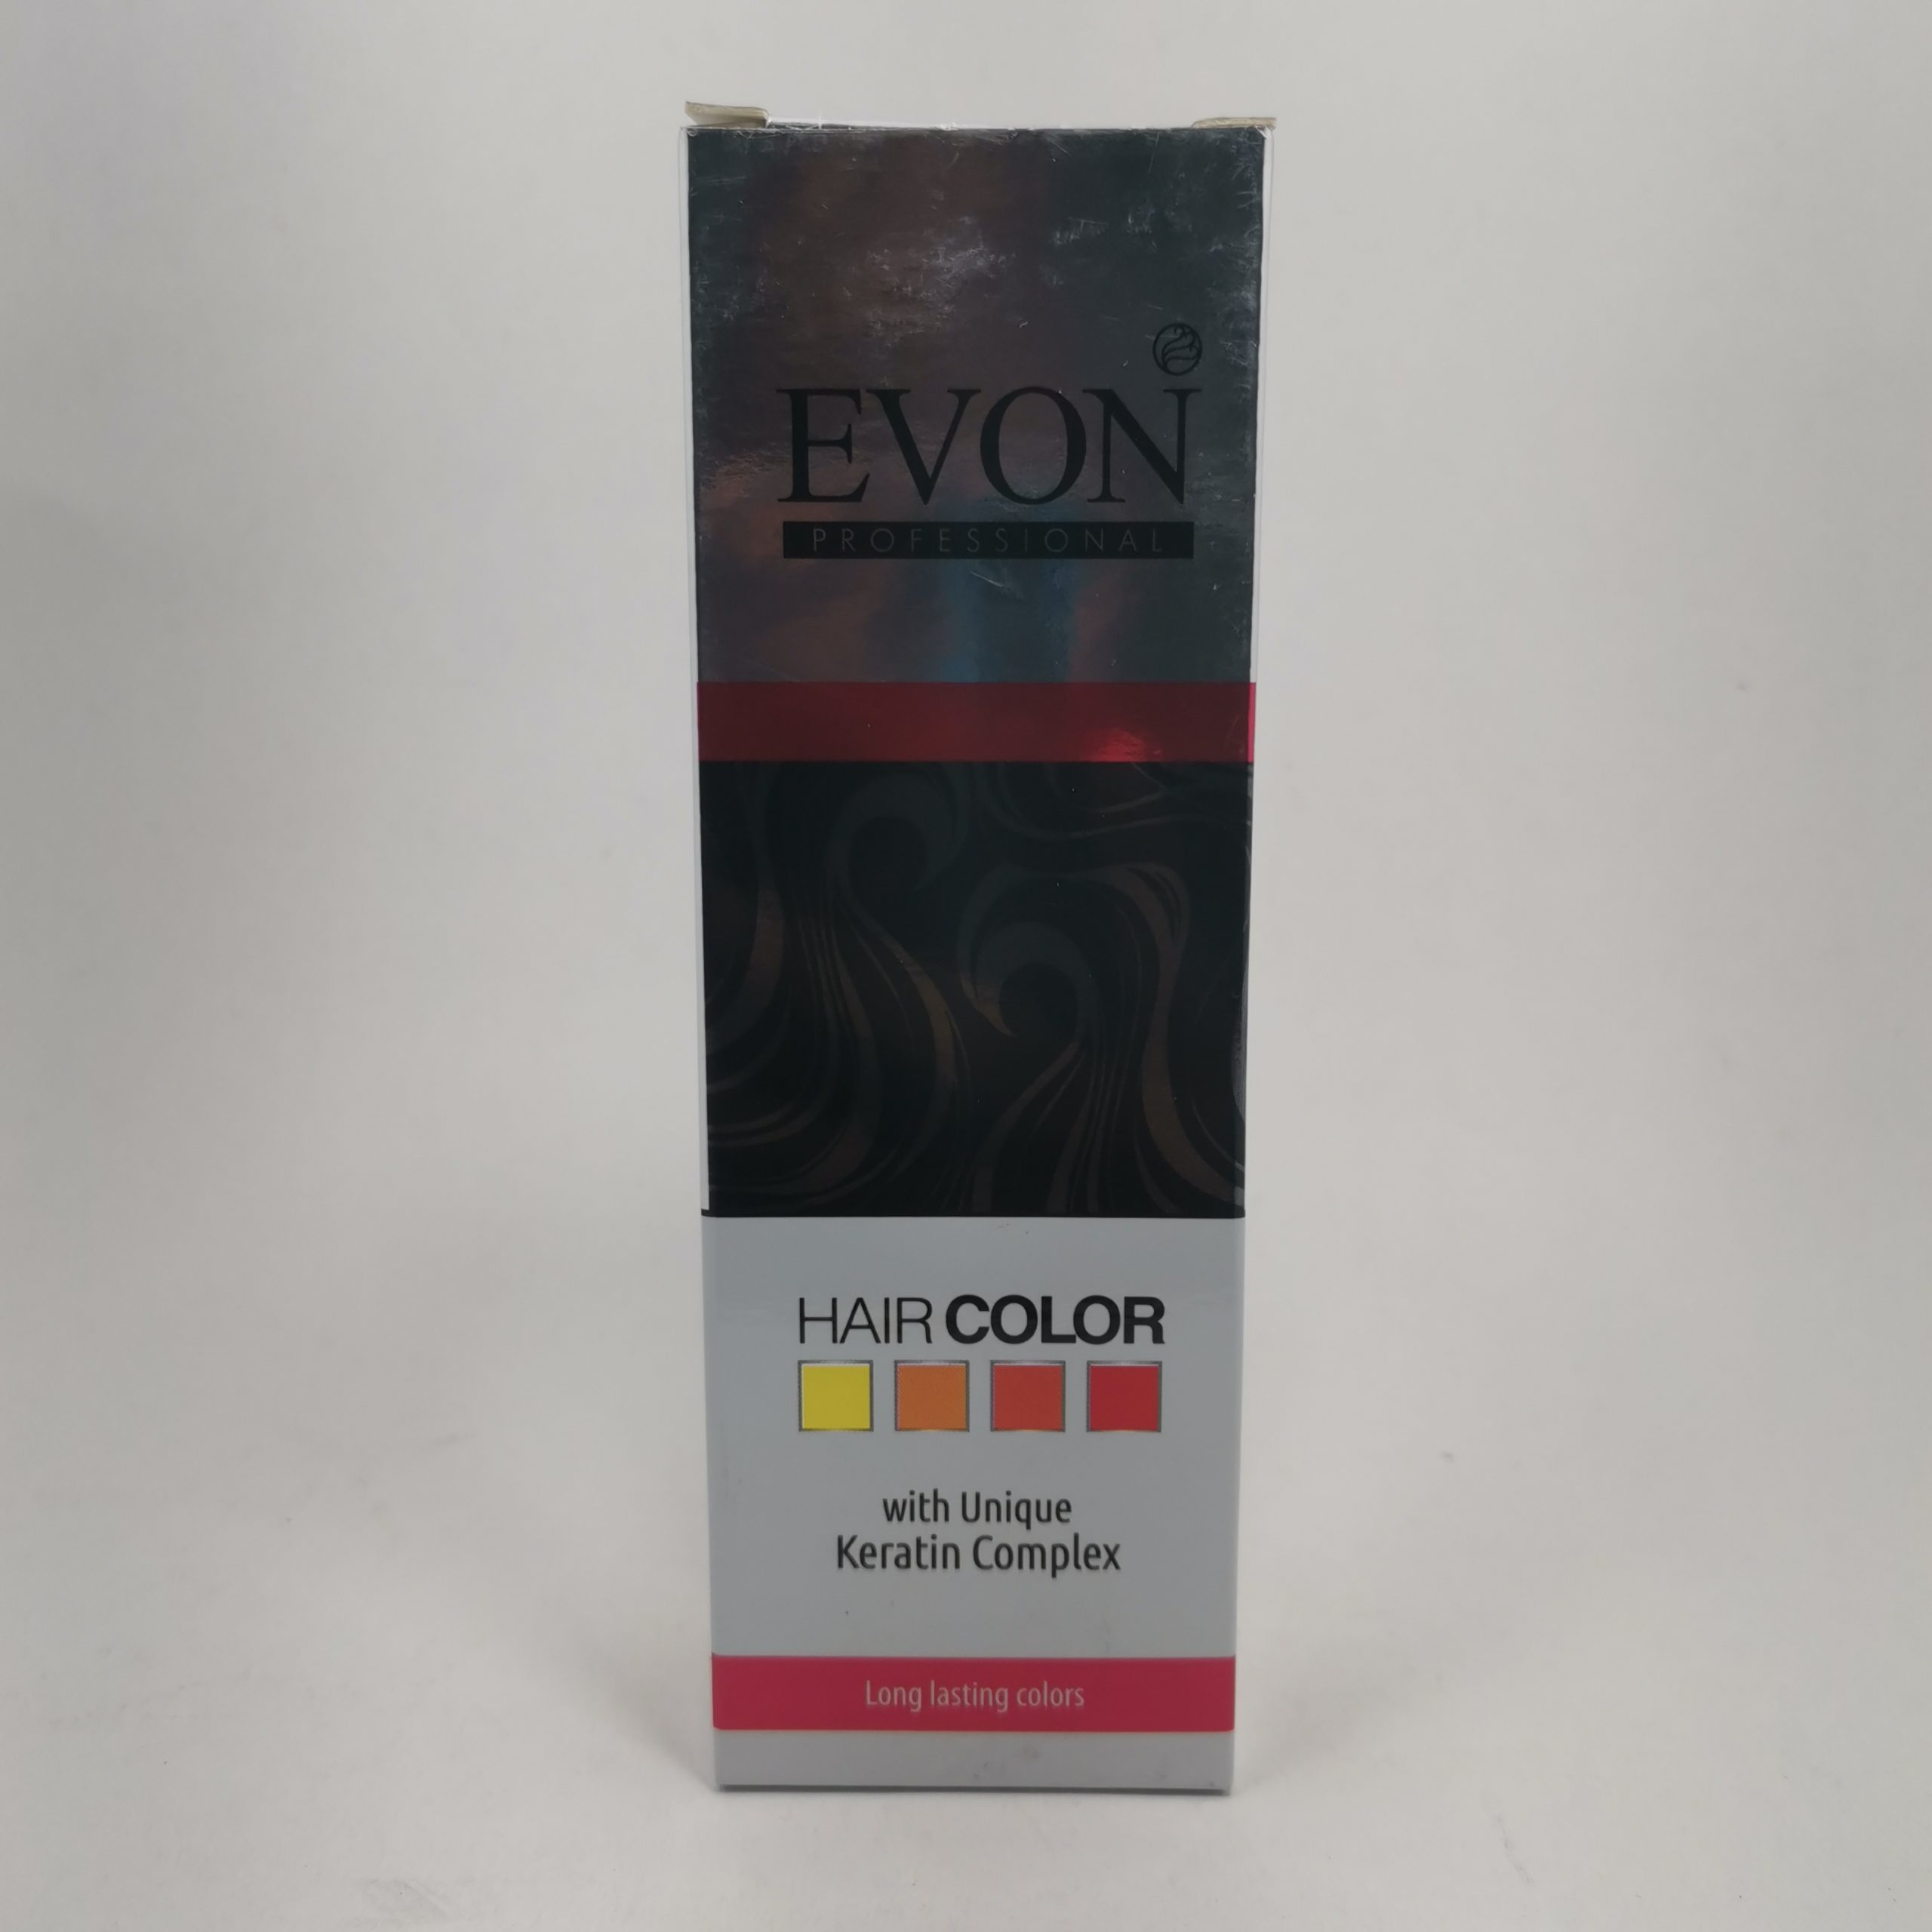 EVON
PROFESSIONAL
HAIR COLOR
with Unique
Keratin Complex
Long lasting colors